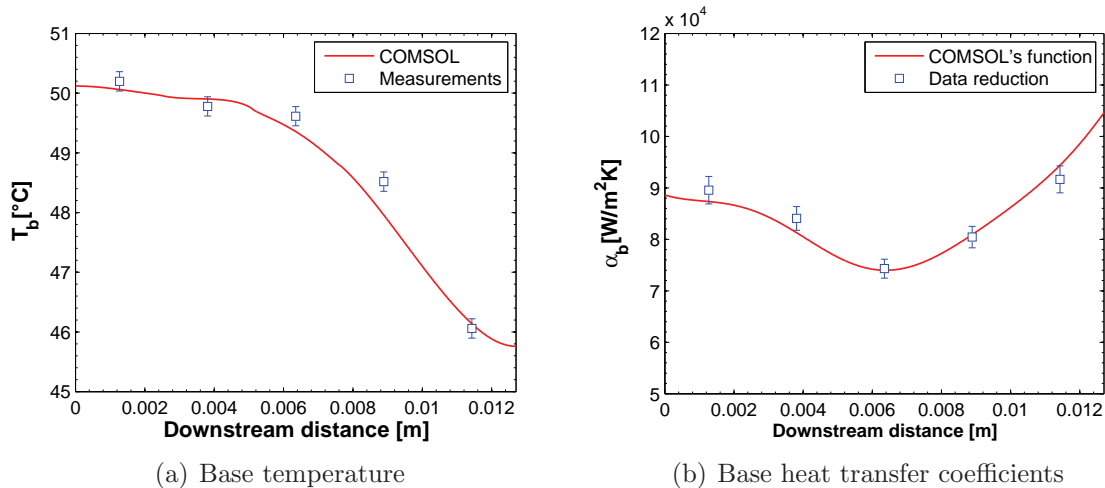 51
50
49
48
47
46
45
T_b[°C]
0
0.002
0.004
0.006
0.008
0.01
0.012
Downstream distance [m]
COMSOL
Measurements
(a) Base temperature
x 10^4
12
11
10
9
8
7
6
5
α_b[W/m²K]
0
0.002
0.004
0.006
0.008
0.01
0.012
Downstream distance [m]
COMSOL's function
Data reduction
(b) Base heat transfer coefficients